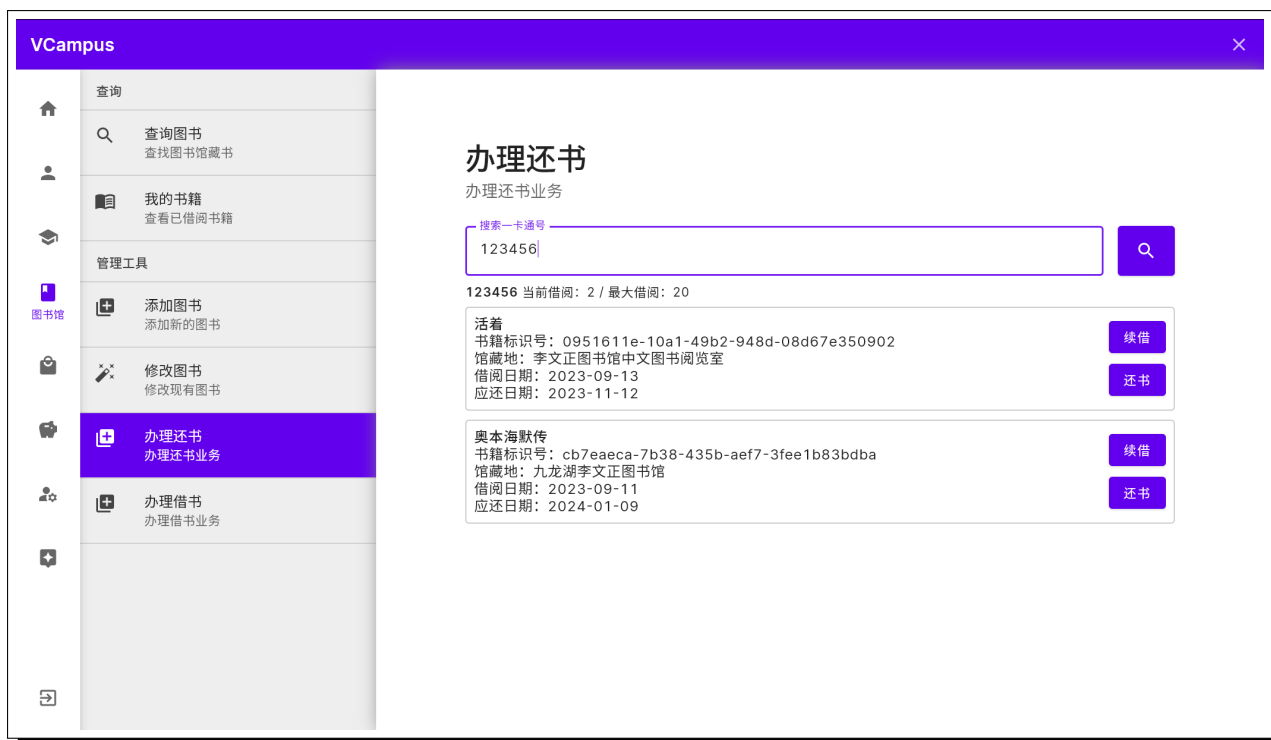 VCampus
查询
查询图书
查找图书馆藏书
我的书籍
查看已借阅书籍
管理工具
添加图书
添加新的图书
修改图书
修改现有图书
办理还书
办理还书业务
办理借书
办理借书业务
图书馆
办理还书
办理还书业务
搜索一卡通号
123456
123456 当前借阅：2 / 最大借阅：20
活着
书籍标识号：0951611e-10a1-49b2-948d-08d67e350902
馆藏地：李文正图书馆中文图书阅览室
借阅日期：2023-09-13
应还日期：2023-11-12
续借
还书
奥本海默传
书籍标识号：cb7eaeca-7b38-435b-aef7-3fee1b83bdba
馆藏地：九龙湖李文正图书馆
借阅日期：2023-09-11
应还日期：2024-01-09
续借
还书